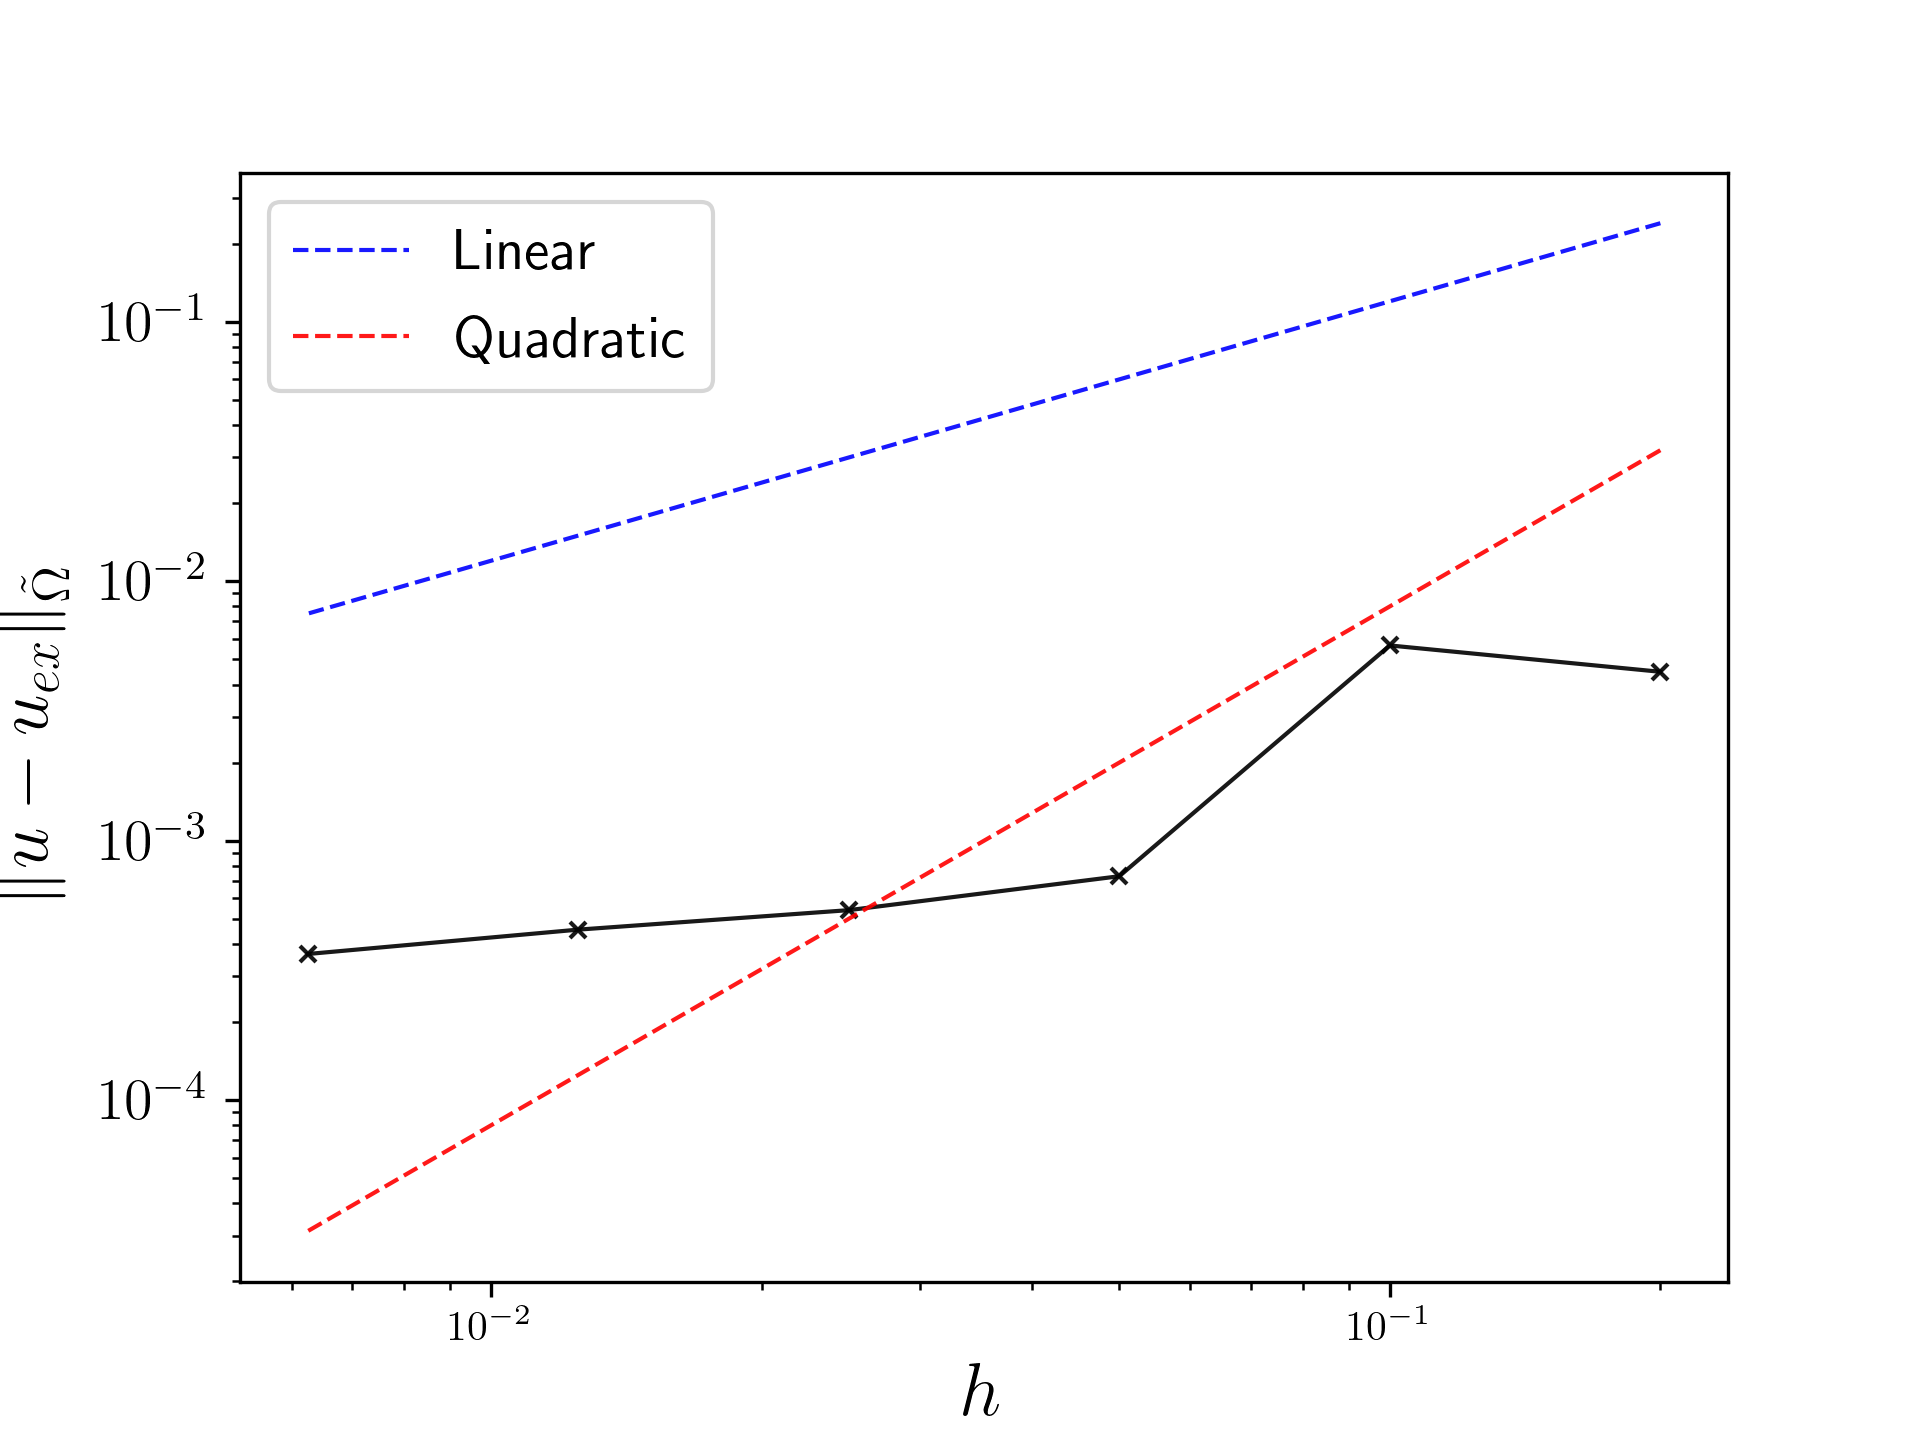 Linear
Quadratic
10⁻¹
10⁻²
10⁻³
10⁻⁴
‖u − u_{ex}‖_{Ω̃}
10⁻² 10⁻¹
h